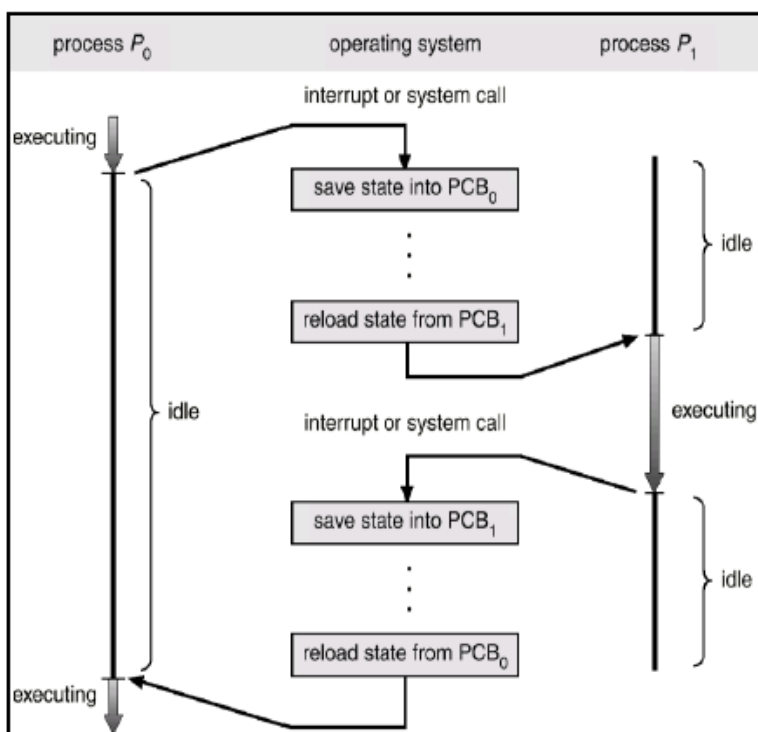 process P0
operating system
process P1
interrupt or system call
executing
save state into PCB0
idle
reload state from PCB1
idle
interrupt or system call
executing
save state into PCB1
idle
reload state from PCB0
executing